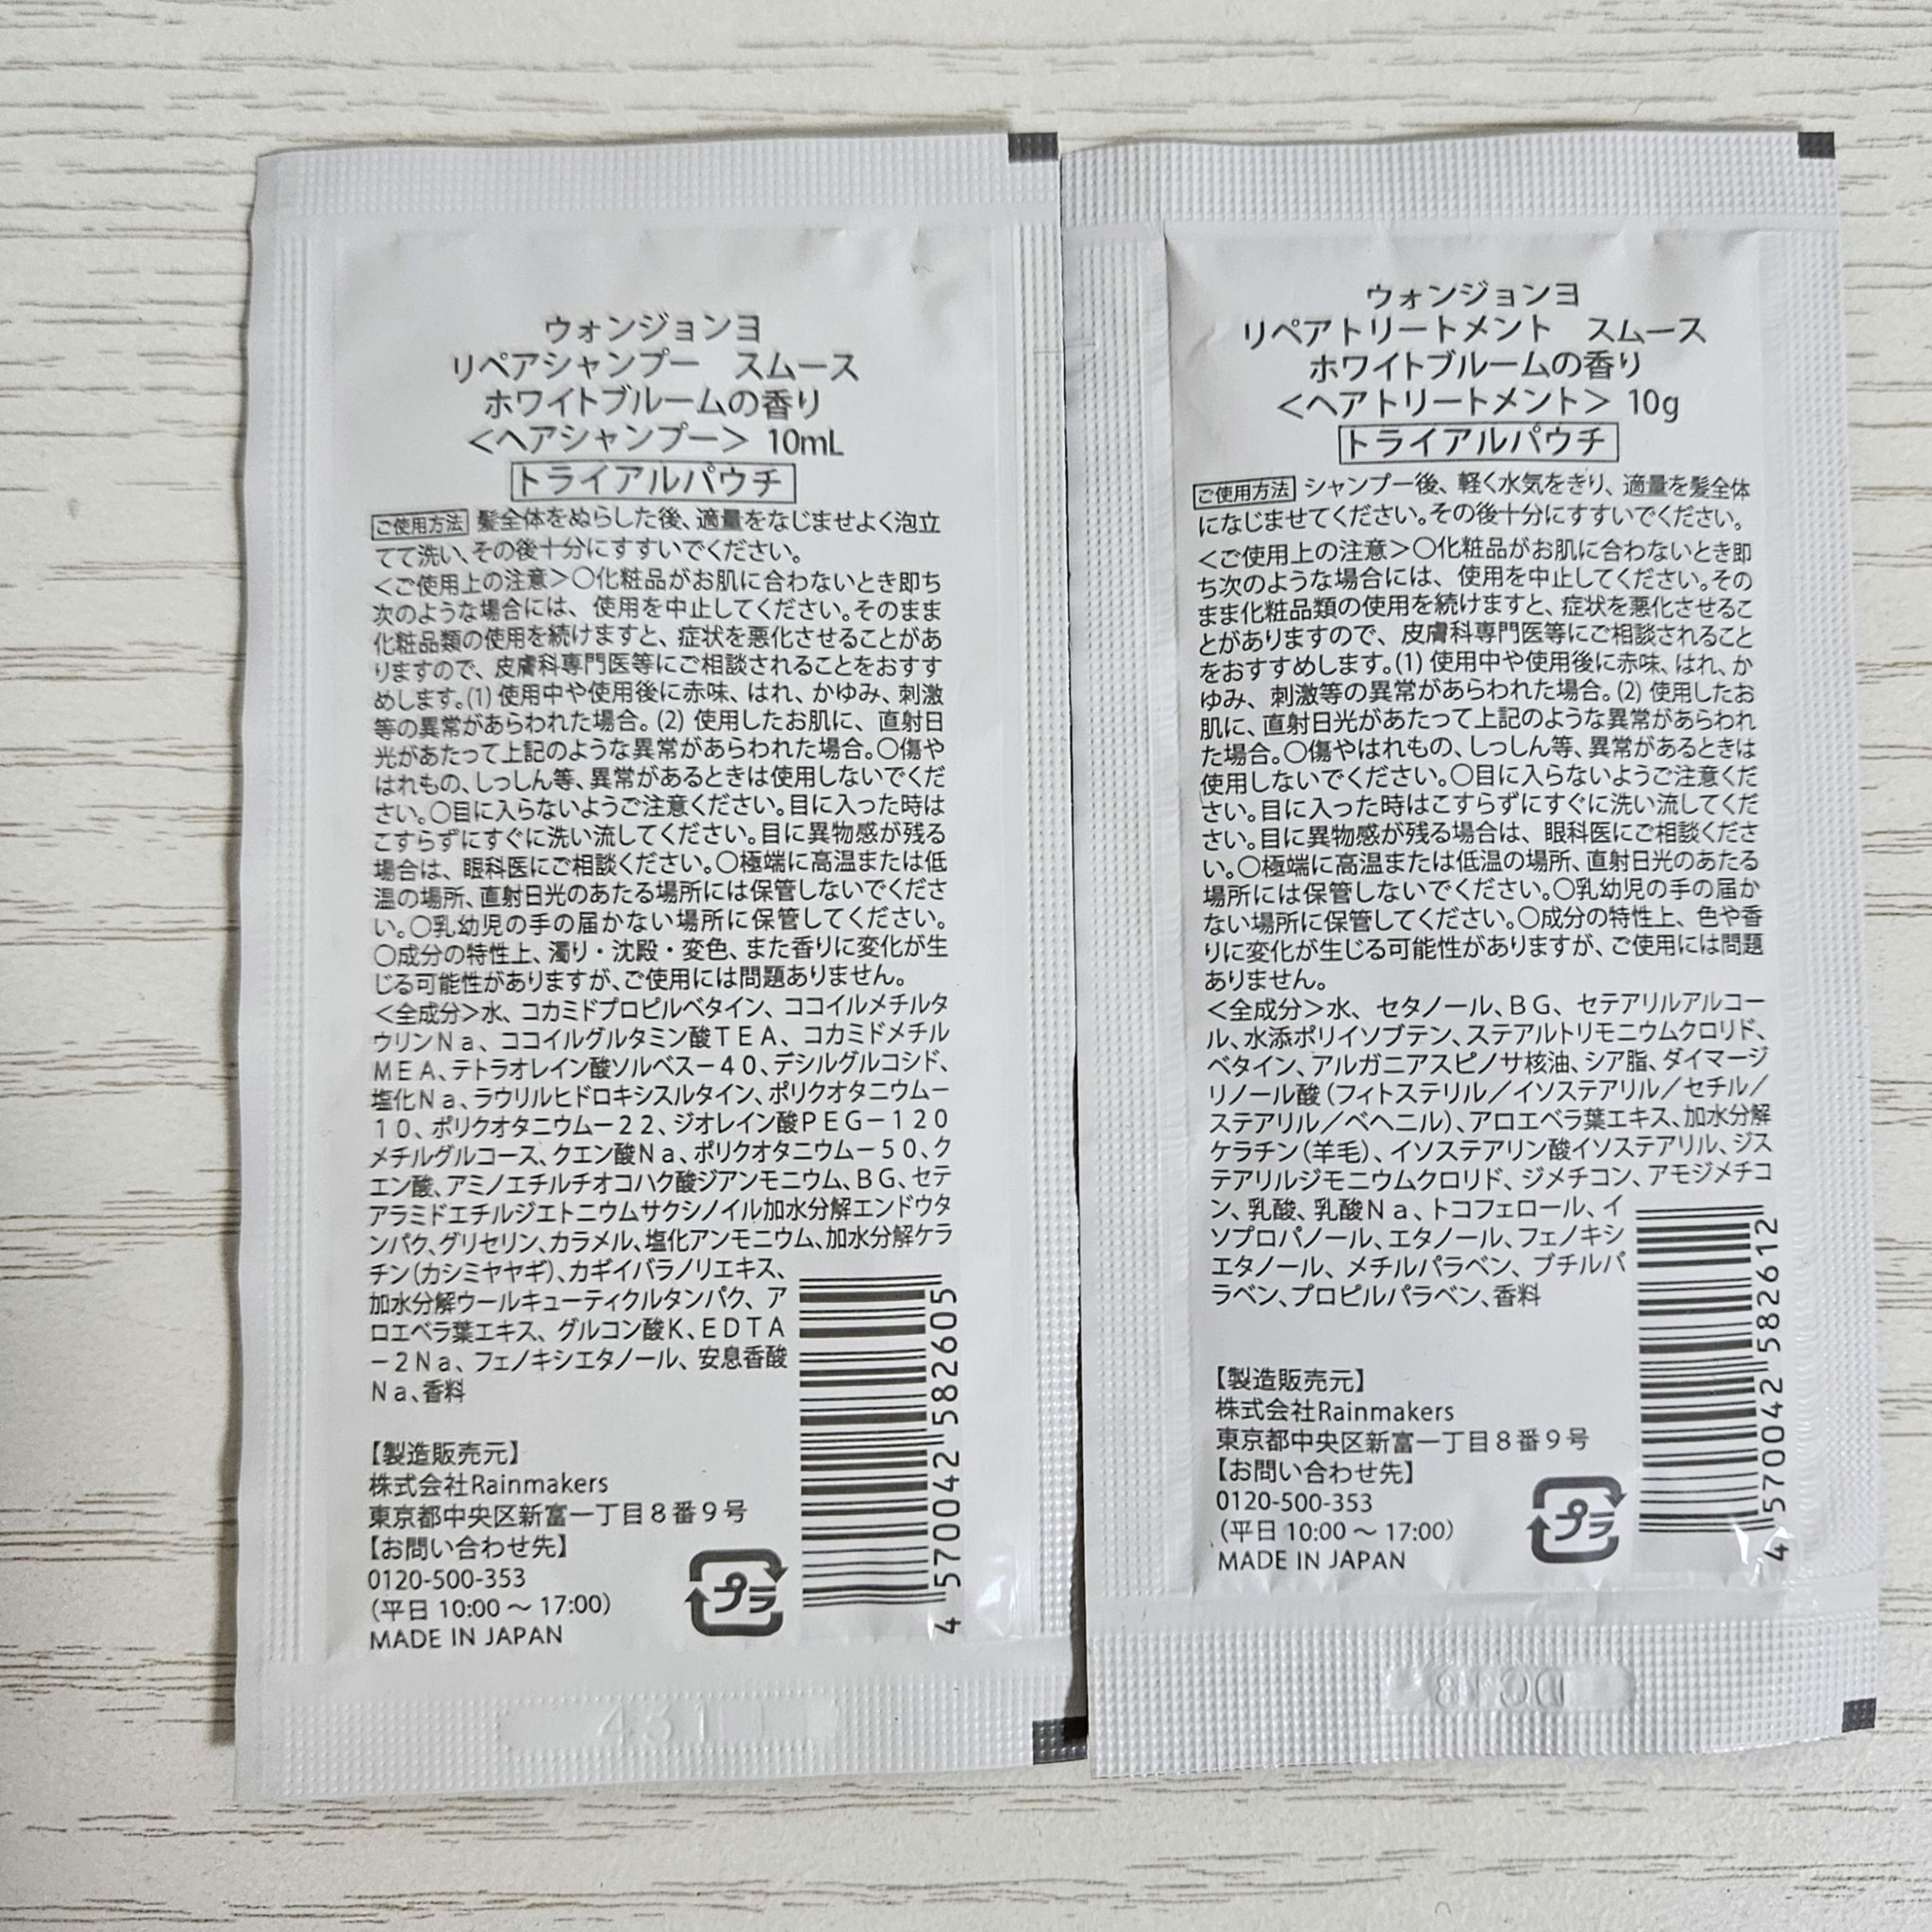 ウォンジョンヨ
リペアシャンプー　スムース
ホワイトブルームの香り
＜ヘアシャンプー＞ 10mL
トライアルパウチ
ご使用方法 髪全体をぬらした後、適量をなじませよく泡立
てて洗い、その後十分にすすいでください。
＜ご使用上の注意＞〇化粧品がお肌に合わないとき即ち
次のような場合には、使用を中止してください。そのまま
化粧品類の使用を続けますと、症状を悪化させることがあ
りますので、皮膚科専門医等にご相談されることをおすす
めします。(1) 使用中や使用後に赤味、はれ、かゆみ、刺激
等の異常があらわれた場合。(2) 使用したお肌に、直射日
光があたって上記のような異常があらわれた場合。〇傷や
はれもの、しっしん等、異常があるときは使用しないでくだ
さい。〇目に入らないようご注意ください。目に入った時は
こすらずにすぐに洗い流してください。目に異物感が残る
場合は、眼科医にご相談ください。〇極端に高温または低
温の場所、直射日光のあたる場所には保管しないでくださ
い。〇乳幼児の手の届かない場所に保管してください。
〇成分の特性上、濁り・沈殿・変色、また香りに変化が生
じる可能性がありますが、ご使用には問題ありません。
＜全成分＞水、コカミドプロピルベタイン、ココイルメチルタ
ウリンＮａ、ココイルグルタミン酸ＴＥＡ、コカミドメチル
ＭＥＡ、テトラオレイン酸ソルベス－４０、デシルグルコシド、
塩化Ｎａ、ラウリルヒドロキシスルタイン、ポリクオタニウム－
１０、ポリクオタニウム－２２、ジオレイン酸ＰＥＧ－１２０
メチルグルコース、クエン酸Ｎａ、ポリクオタニウム－５０、ク
エン酸、アミノエチルチオコハク酸ジアンモニウム、ＢＧ、セテ
アラミドエチルジエトニウムサクシノイル加水分解エンドウタ
ンパク、グリセリン、カラメル、塩化アンモニウム、加水分解ケラ
チン（カシミヤヤギ）、カギイバラノリエキス、
加水分解ウールキューティクルタンパク、ア
ロエベラ葉エキス、グルコン酸Ｋ、ＥＤＴＡ
－２Ｎａ、フェノキシエタノール、安息香酸
Ｎａ、香料
【製造販売元】
株式会社Rainmakers
東京都中央区新富一丁目８番９号
【お問い合わせ先】
0120-500-353
（平日 10:00 ～ 17:00）
MADE IN JAPAN
プラ
4 570042 582605
4311
ウォンジョンヨ
リペアトリートメント　スムース
ホワイトブルームの香り
＜ヘアトリートメント＞ 10g
トライアルパウチ
ご使用方法 シャンプー後、軽く水気をきり、適量を髪全体
になじませてください。その後十分にすすいでください。
＜ご使用上の注意＞〇化粧品がお肌に合わないとき即
ち次のような場合には、使用を中止してください。その
まま化粧品類の使用を続けますと、症状を悪化させるこ
とがありますので、皮膚科専門医等にご相談されること
をおすすめします。(1) 使用中や使用後に赤味、はれ、か
ゆみ、刺激等の異常があらわれた場合。(2) 使用したお
肌に、直射日光があたって上記のような異常があらわれ
た場合。〇傷やはれもの、しっしん等、異常があるときは
使用しないでください。〇目に入らないようご注意くだ
さい。目に入った時はこすらずにすぐに洗い流してくだ
さい。目に異物感が残る場合は、眼科医にご相談くださ
い。〇極端に高温または低温の場所、直射日光のあたる
場所には保管しないでください。〇乳幼児の手の届か
ない場所に保管してください。〇成分の特性上、色や香
りに変化が生じる可能性がありますが、ご使用には問題
ありません。
＜全成分＞水、セタノール、ＢＧ、セテアリルアルコー
ル、水添ポリイソブテン、ステアルトリモニウムクロリド、
ベタイン、アルガニアスピノサ核油、シア脂、ダイマージ
リノール酸（フィトステリル／イソステアリル／セチル／
ステアリル／ベヘニル）、アロエベラ葉エキス、加水分解
ケラチン（羊毛）、イソステアリン酸イソステアリル、ジス
テアリルジモニウムクロリド、ジメチコン、アモジメチコ
ン、乳酸、乳酸Ｎａ、トコフェロール、イ
ソプロパノール、エタノール、フェノキシ
エタノール、メチルパラベン、ブチルパ
ラベン、プロピルパラベン、香料
【製造販売元】
株式会社Rainmakers
東京都中央区新富一丁目８番９号
【お問い合わせ先】
0120-500-353
（平日 10:00 ～ 17:00）
MADE IN JAPAN
プラ
4 570042 582612